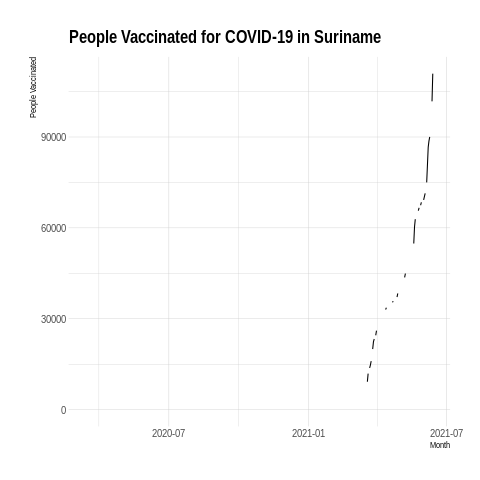 People Vaccinated for COVID-19 in Suriname
People Vaccinated
90000
60000
30000
0
2020-07 2021-01 2021-07
Month